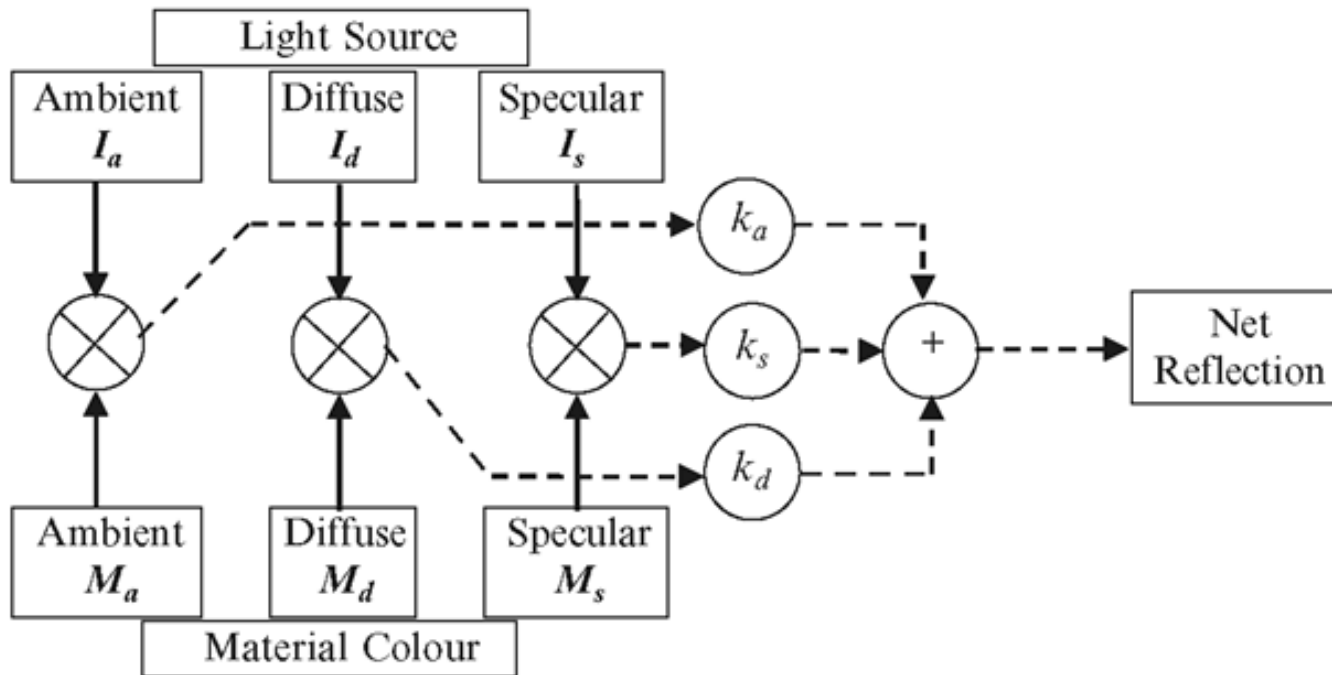 Light Source
Ambient
I_a
Diffuse
I_d
Specular
I_s
k_a
k_s
+
Net
Reflection
k_d
Ambient
M_a
Diffuse
M_d
Specular
M_s
Material Colour